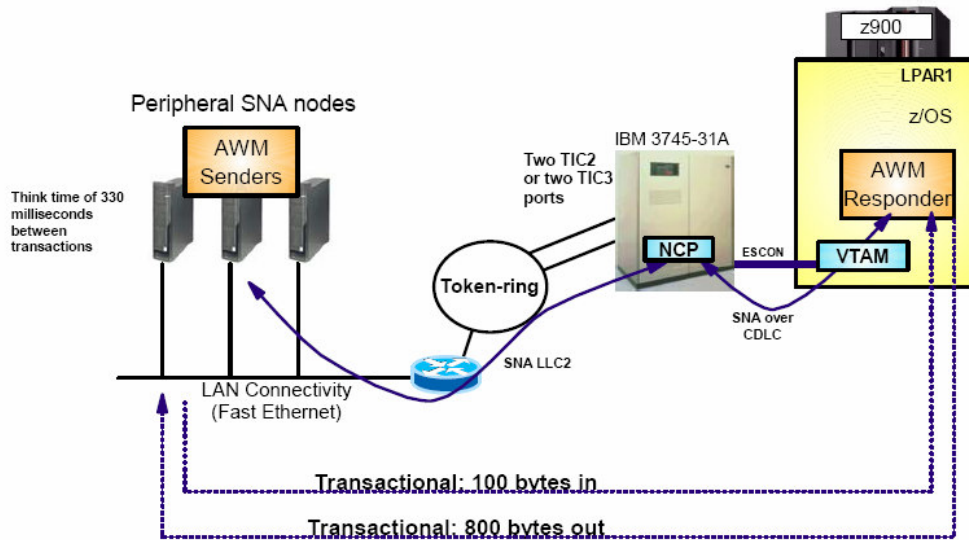 z900
LPAR1
z/OS
Peripheral SNA nodes
AWM
Senders
Think time of 330
milliseconds
between
transactions
Two TIC2
or two TIC3
ports
IBM 3745-31A
AWM
Responder
NCP
ESCON
VTAM
Token-ring
SNA over
CDLC
SNA LLC2
LAN Connectivity
(Fast Ethernet)
Transactional: 100 bytes in
Transactional: 800 bytes out